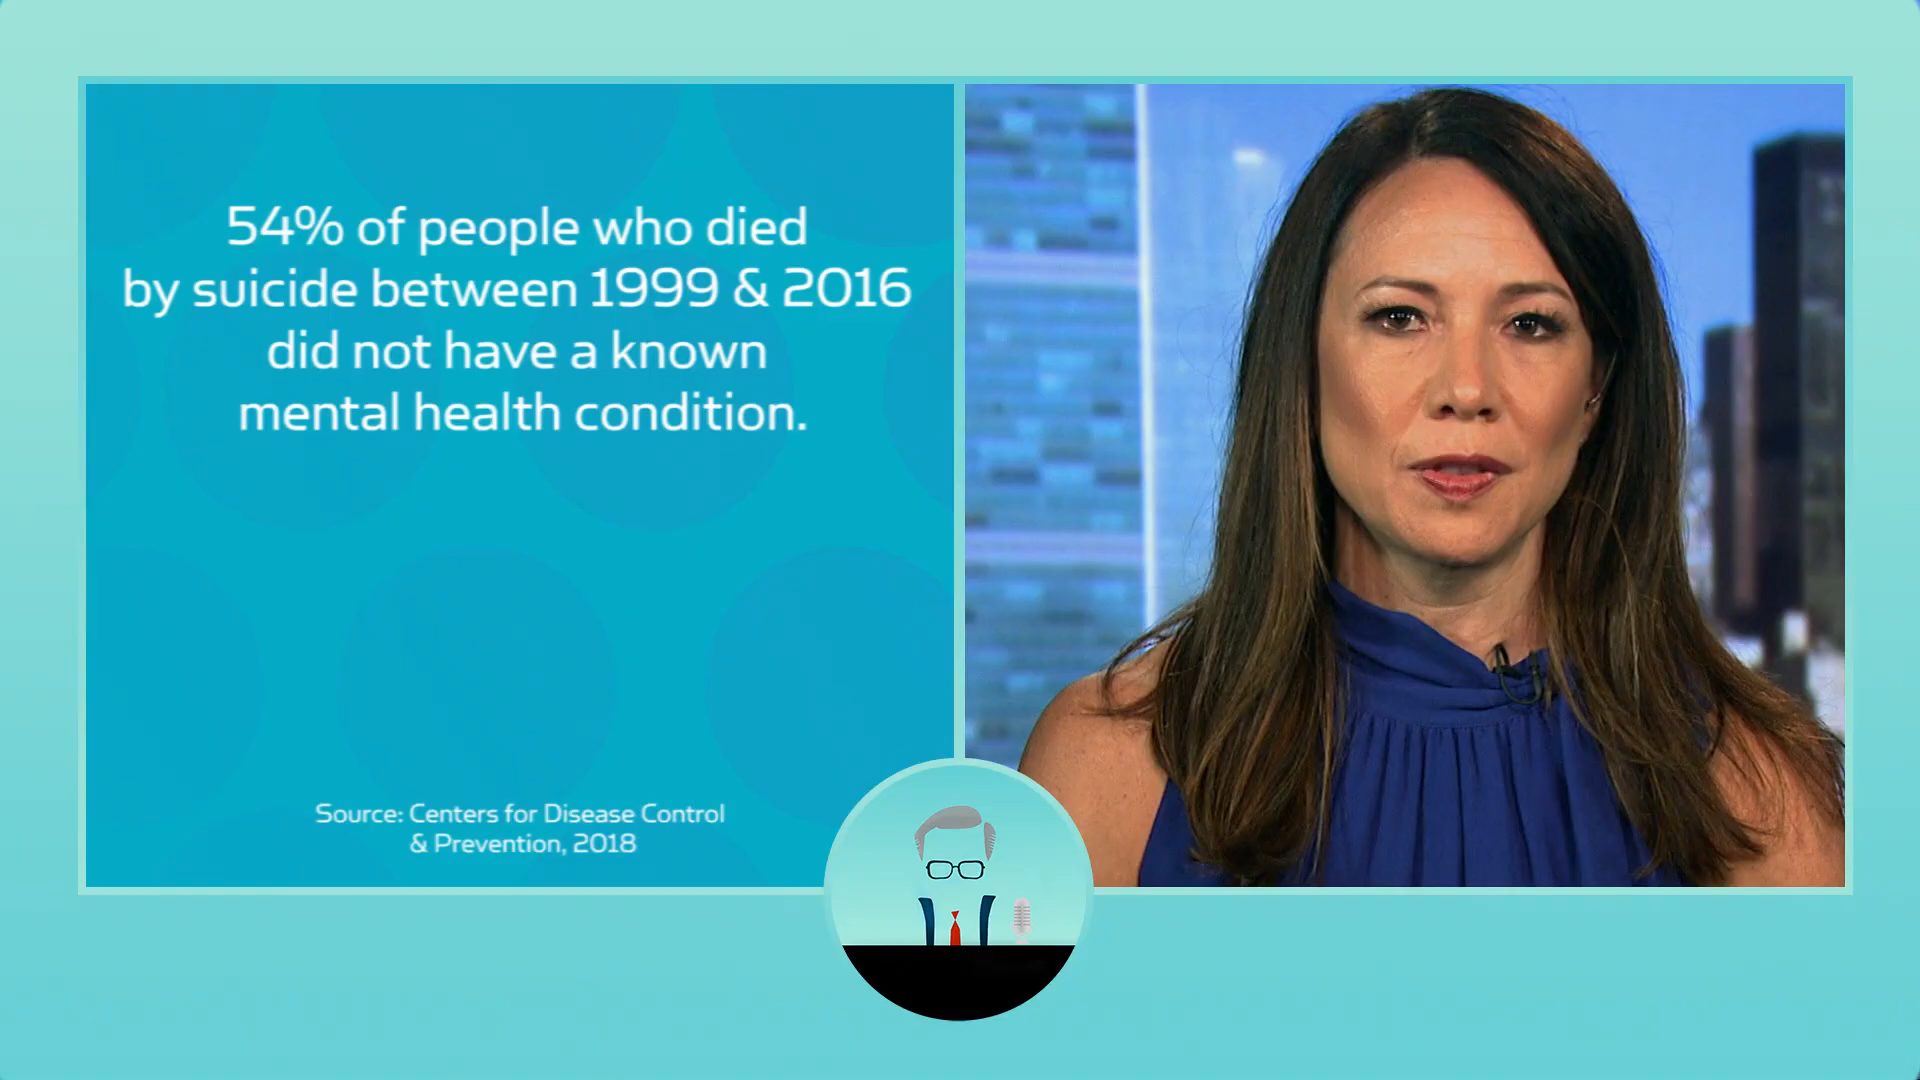 54% of people who died
by suicide between 1999 & 2016
did not have a known
mental health condition.
Source: Centers for Disease Control
& Prevention, 2018